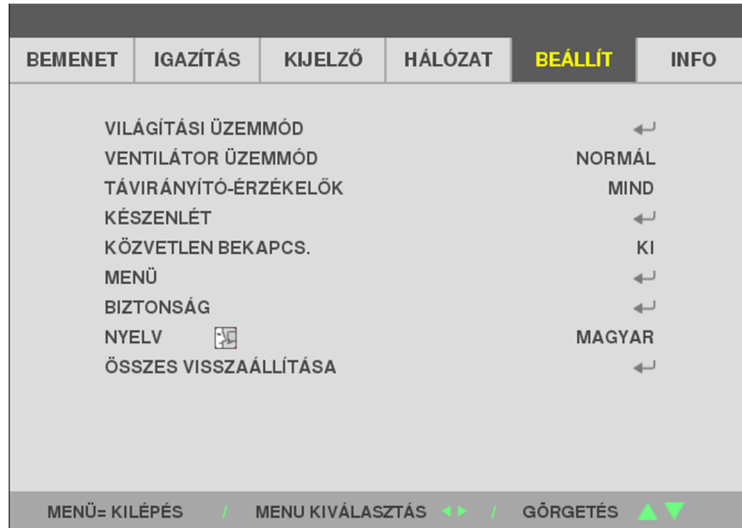 BEMENET IGAZÍTÁS KIJELZŐ HÁLÓZAT BEÁLLÍT INFO
VILÁGÍTÁSI ÜZEMMÓD
VENTILÁTOR ÜZEMMÓD NORMÁL
TÁVIRÁNYÍTÓ-ÉRZÉKELŐK MIND
KÉSZENLÉT
KÖZVETLEN BEKAPCS. KI
MENÜ
BIZTONSÁG
NYELV MAGYAR
ÖSSZES VISSZAÁLLÍTÁSA
MENÜ= KILÉPÉS / MENU KIVÁLASZTÁS / GÖRGETÉS